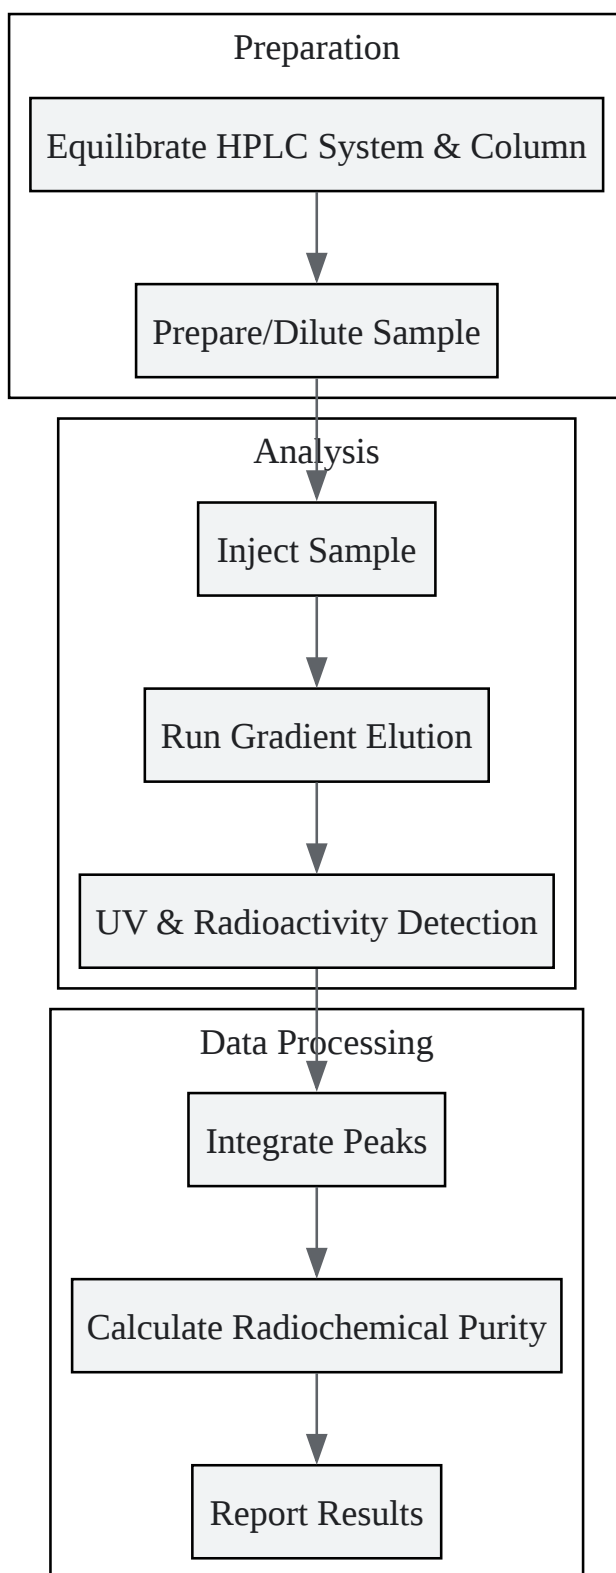 Preparation
Equilibrate HPLC System & Column
Prepare/Dilute Sample
Analysis
Inject Sample
Run Gradient Elution
UV & Radioactivity Detection
Data Processing
Integrate Peaks
Calculate Radiochemical Purity
Report Results